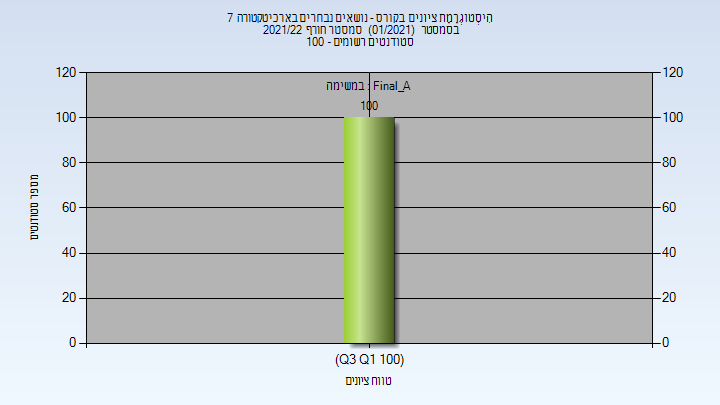 היסטוגרמת ציונים בקורס - נושאים נבחרים בארכיטקטורה 7
בסמסטר (01/2021) סמסטר חורף 2021/22
סטודנטים רשומים - 100
במשימה : Final_A
100
120 120
100 100
80 80
60 60
40 40
20 20
0 0
מספר סטודנטים
(Q3 Q1 100)
טווח ציונים